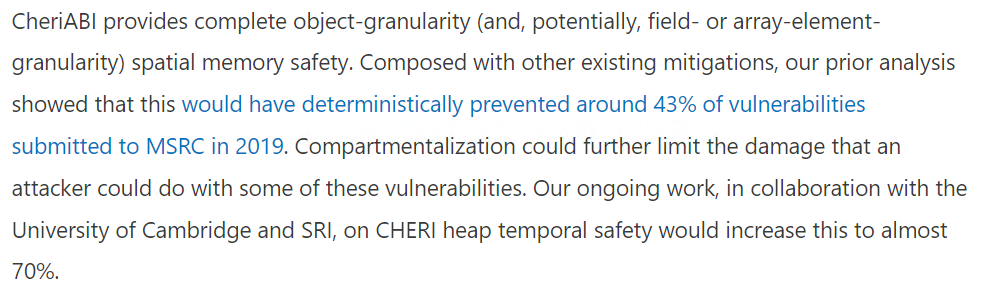 CheriABI provides complete object-granularity (and, potentially, field- or array-element-
granularity) spatial memory safety. Composed with other existing mitigations, our prior analysis
showed that this would have deterministically prevented around 43% of vulnerabilities
submitted to MSRC in 2019. Compartmentalization could further limit the damage that an
attacker could do with some of these vulnerabilities. Our ongoing work, in collaboration with the
University of Cambridge and SRI, on CHERI heap temporal safety would increase this to almost
70%.